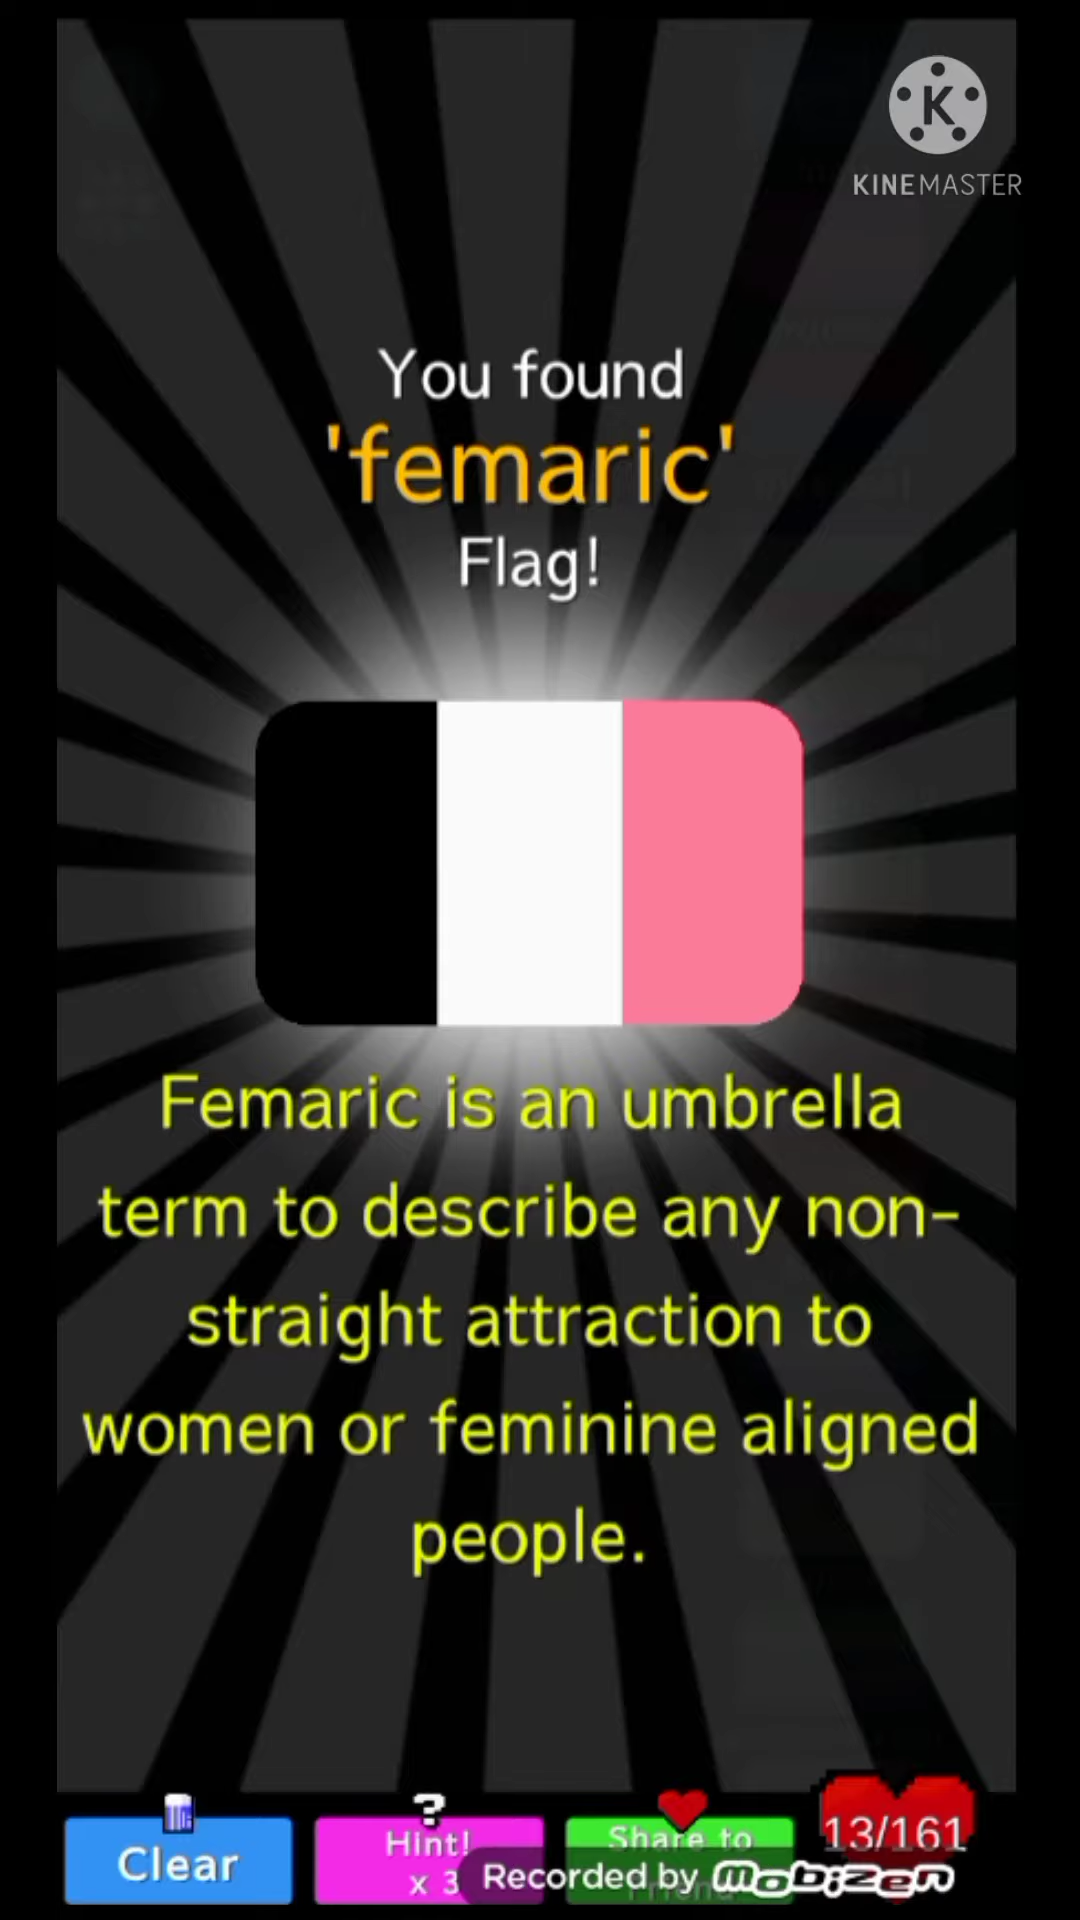 K
KINEMASTER
You found
'femaric'
Flag!
Femaric is an umbrella
term to describe any non-
straight attraction to
women or feminine aligned
people.
Clear
?
Hint!
x 3
Share to
13/161
Recorded by mobizen